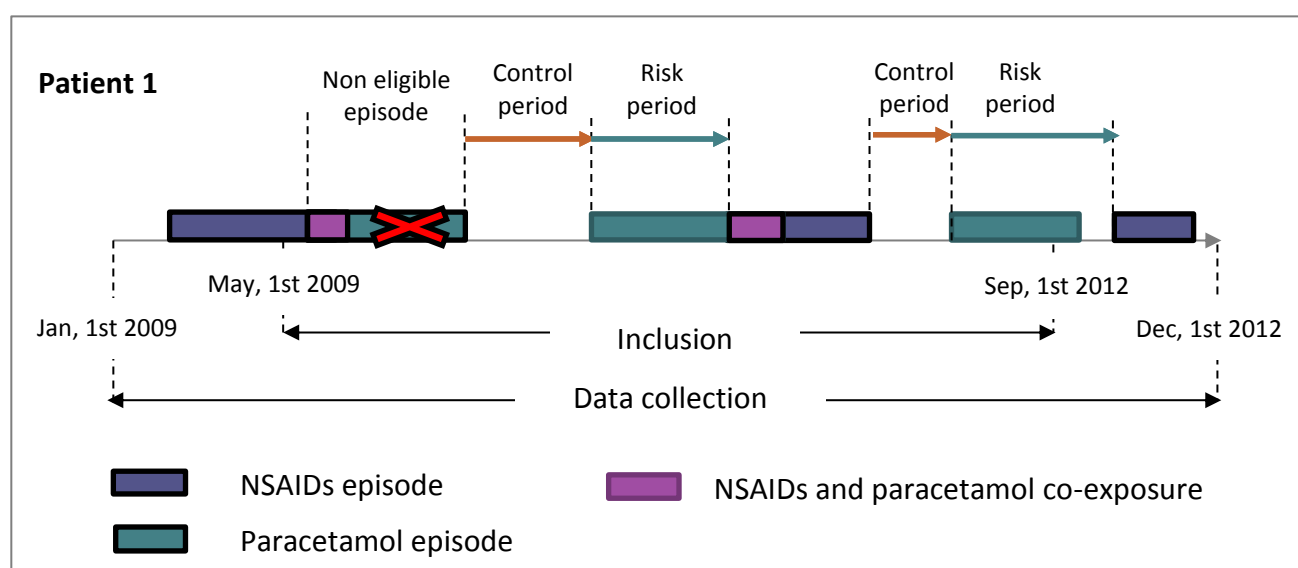 Patient 1
Non eligible
episode
Control
period
Risk
period
Control
period
Risk
period
May, 1st 2009
Sep, 1st 2012
Jan, 1st 2009
Dec, 1st 2012
Inclusion
Data collection
NSAIDs episode
NSAIDs and paracetamol co-exposure
Paracetamol episode